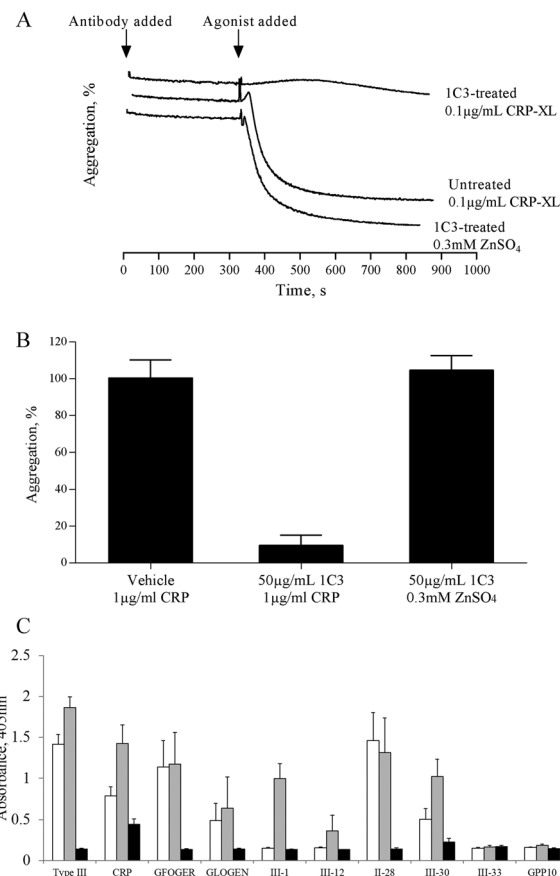 A
Antibody added
Agonist added
Aggregation, %
1C3-treated
0.1µg/mL CRP-XL
Untreated
0.1µg/mL CRP-XL
1C3-treated
0.3mM ZnSO4
0 100 200 300 400 500 600 700 800 900 1000
Time, s
B
Aggregation, %
120
100
80
60
40
20
0
Vehicle
1µg/ml CRP
50µg/mL 1C3
1µg/ml CRP
50µg/mL 1C3
0.3mM ZnSO4
C
Absorbance, 405nm
2.5
2
1.5
1
0.5
0
Type III CRP GFOGER GLOGEN III-1 III-12 II-28 III-30 III-33 GPP10